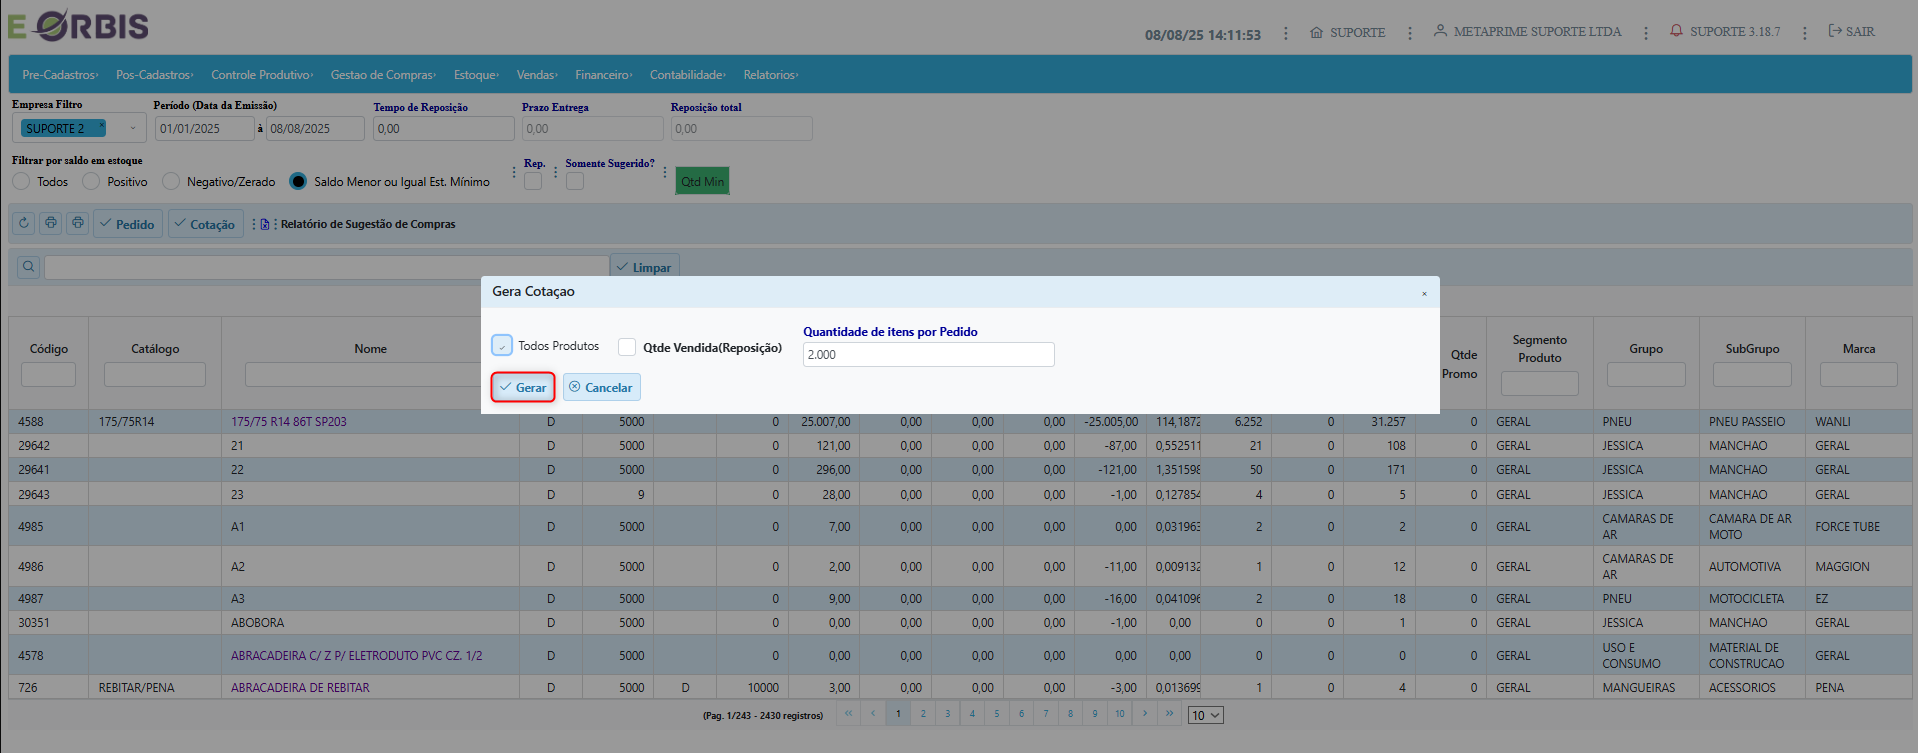 E ORBIS
08/08/25 14:11:53
SUPORTE
METAPRIME SUPORTE LTDA
SUPORTE 3.18.7
SAIR
Pre-Cadastros
Pos-Cadastros
Controle Produtivo
Gestao de Compras
Estoque
Vendas
Financeiro
Contabilidade
Relatorios
Empresa Filtro
Período (Data da Emissão)
Tempo de Reposição
Prazo Entrega
Reposição total
SUPORTE 2
01/01/2025 à 08/08/2025
0,00
0,00
0,00
Filtrar por saldo em estoque
Todos
Positivo
Negativo/Zerado
Saldo Menor ou Igual Est. Mínimo
Rep.
Somente Sugerido?
Qtd Min
Pedido
Cotação
Relatório de Sugestão de Compras
Limpar
Gera Cotaçao
Todos Produtos
Qtde Vendida(Reposição)
Quantidade de itens por Pedido
2.000
Gerar
Cancelar
Código
Catálogo
Nome
Qtde Promo
Segmento Produto
Grupo
SubGrupo
Marca
4588 175/75R14 175/75 R14 86T SP203 D 5000 0 25.007,00 0,00 0,00 0,00 -25.005,00 114,1872 6.252 0 31.257 0 GERAL PNEU PNEU PASSEIO WANLI
29642 21 D 5000 0 121,00 0,00 0,00 0,00 -87,00 0,552511 21 0 108 0 GERAL JESSICA MANCHAO GERAL
29641 22 D 5000 0 296,00 0,00 0,00 0,00 -121,00 1,351598 50 0 171 0 GERAL JESSICA MANCHAO GERAL
29643 23 D 9 0 28,00 0,00 0,00 0,00 -1,00 0,127854 4 0 5 0 GERAL JESSICA MANCHAO GERAL
4985 A1 D 5000 0 7,00 0,00 0,00 0,00 0,00 0,031963 2 0 2 0 GERAL CAMARAS DE AR CAMARA DE AR MOTO FORCE TUBE
4986 A2 D 5000 0 2,00 0,00 0,00 0,00 -11,00 0,009132 1 0 12 0 GERAL CAMARAS DE AR AUTOMOTIVA MAGGION
4987 A3 D 5000 0 9,00 0,00 0,00 0,00 -16,00 0,041096 2 0 18 0 GERAL PNEU MOTOCICLETA EZ
30351 ABOBORA D 5000 0 0,00 0,00 0,00 0,00 -1,00 0,00 0 0 1 0 GERAL JESSICA MANCHAO GERAL
4578 ABRACADEIRA C/ Z P/ ELETRODUTO PVC CZ. 1/2 D 5000 0 0,00 0,00 0,00 0,00 0,00 0,00 0 0 0 0 GERAL USO E CONSUMO MATERIAL DE CONSTRUCAO GERAL
726 REBITAR/PENA ABRACADEIRA DE REBITAR D 5000 D 10000 3,00 0,00 0,00 0,00 -3,00 0,013699 1 0 4 0 GERAL MANGUEIRAS ACESSORIOS PENA
(Pag. 1/243 - 2430 registros) 1 2 3 4 5 6 7 8 9 10 10